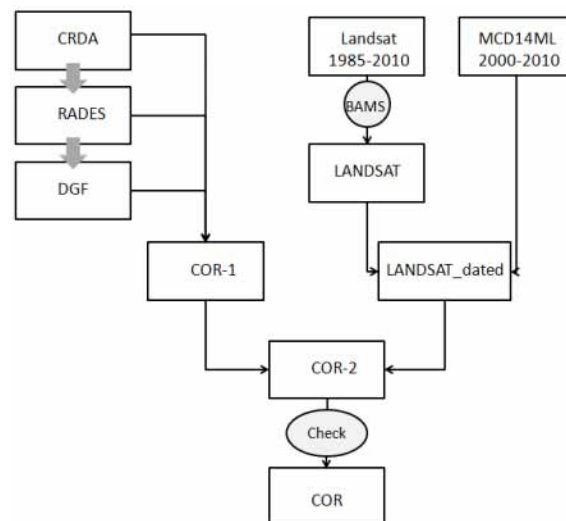 CRDA
RADES
DGF
COR-1
Landsat
1985-2010
MCD14ML
2000-2010
BAMS
LANDSAT
LANDSAT_dated
COR-2
Check
COR